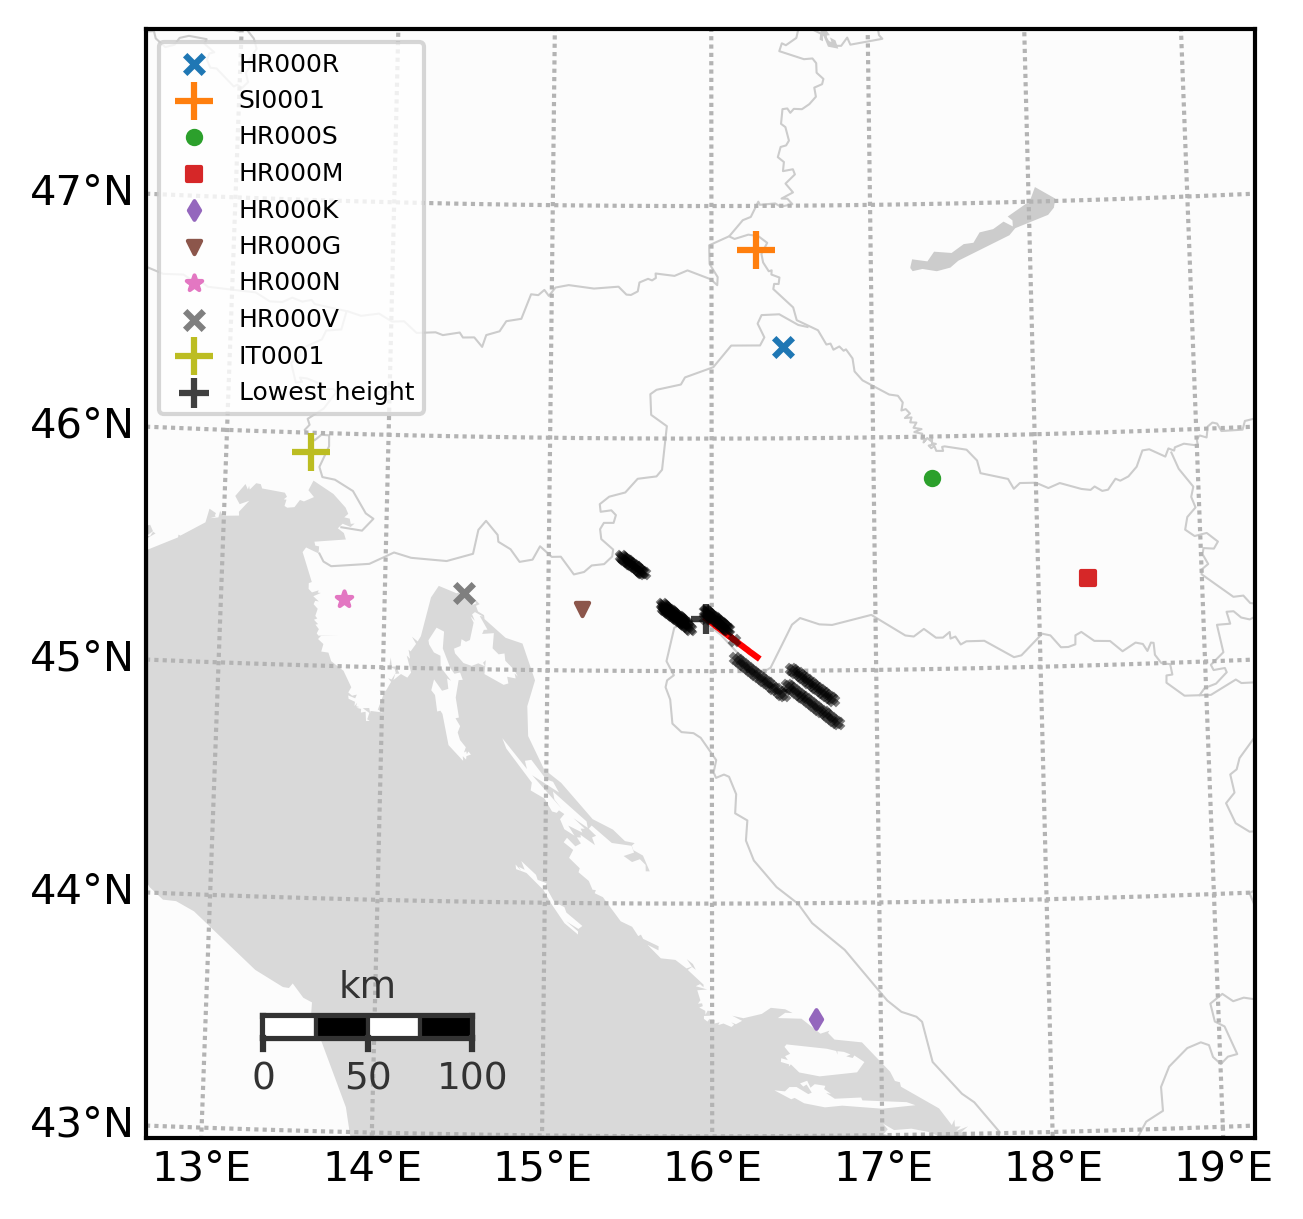 HR000R
SI0001
HR000S
HR000M
HR000K
HR000G
HR000N
HR000V
IT0001
Lowest height
47°N
46°N
45°N
44°N
43°N
km
0 50 100
13°E 14°E 15°E 16°E 17°E 18°E 19°E